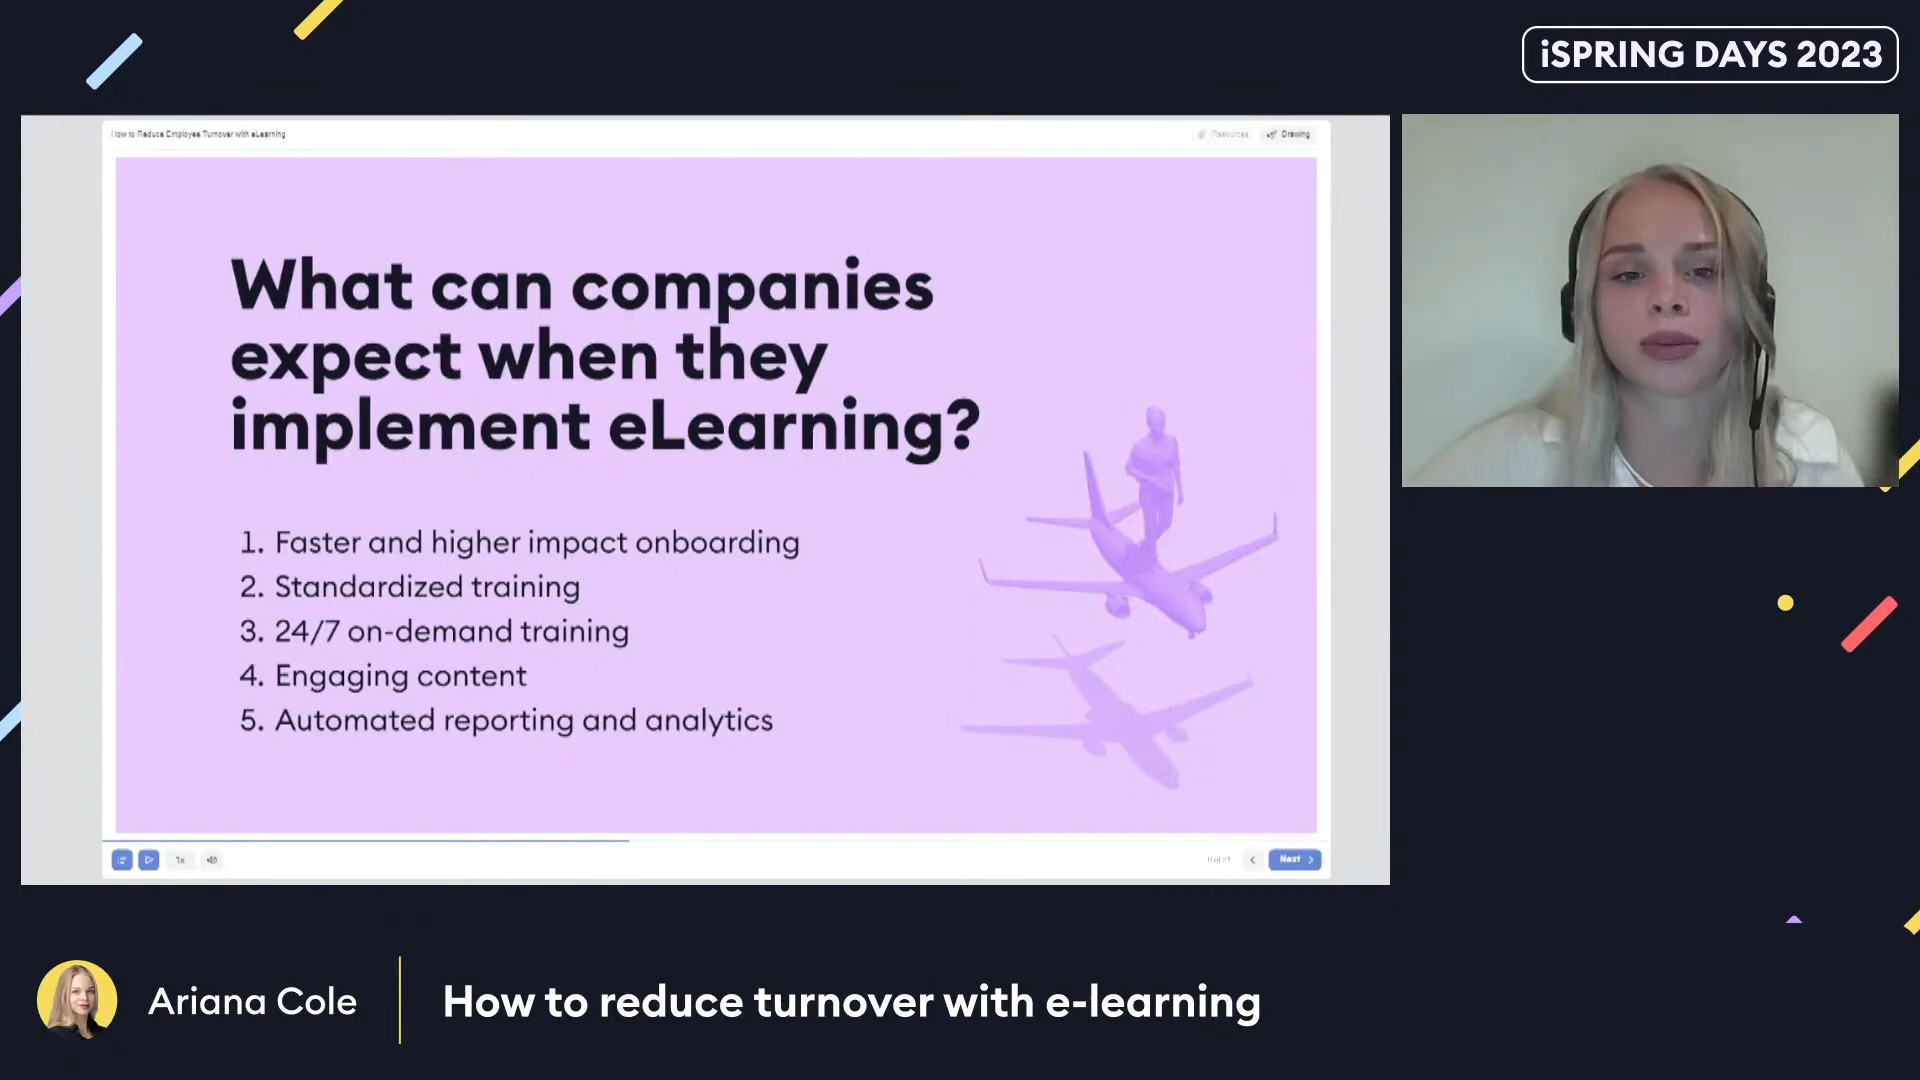 iSPRING DAYS 2023
How to Reduce Employee Turnover with eLearning
Resources
Drawing
What can companies
expect when they
implement eLearning?
1. Faster and higher impact onboarding
2. Standardized training
3. 24/7 on-demand training
4. Engaging content
5. Automated reporting and analytics
1x
Next
Ariana Cole
How to reduce turnover with e-learning